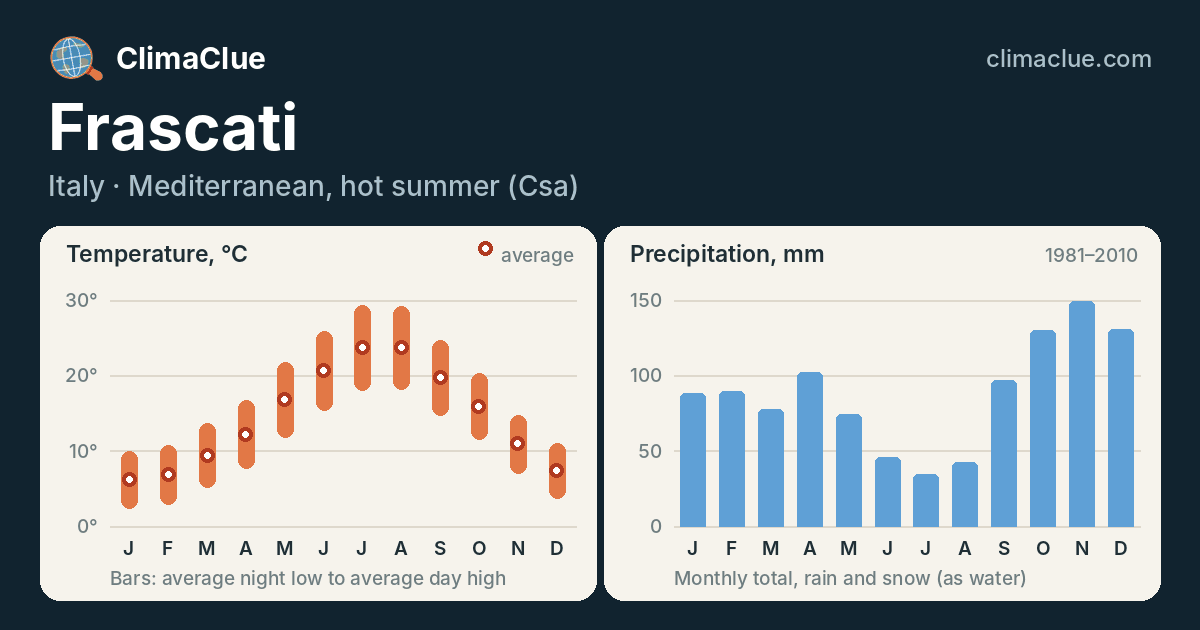 ClimaClue
climaclue.com
Frascati
Italy · Mediterranean, hot summer (Csa)
Temperature, °C
average
30°
20°
10°
0°
J F M A M J J A S O N D
Bars: average night low to average day high
Precipitation, mm
1981–2010
150
100
50
0
J F M A M J J A S O N D
Monthly total, rain and snow (as water)